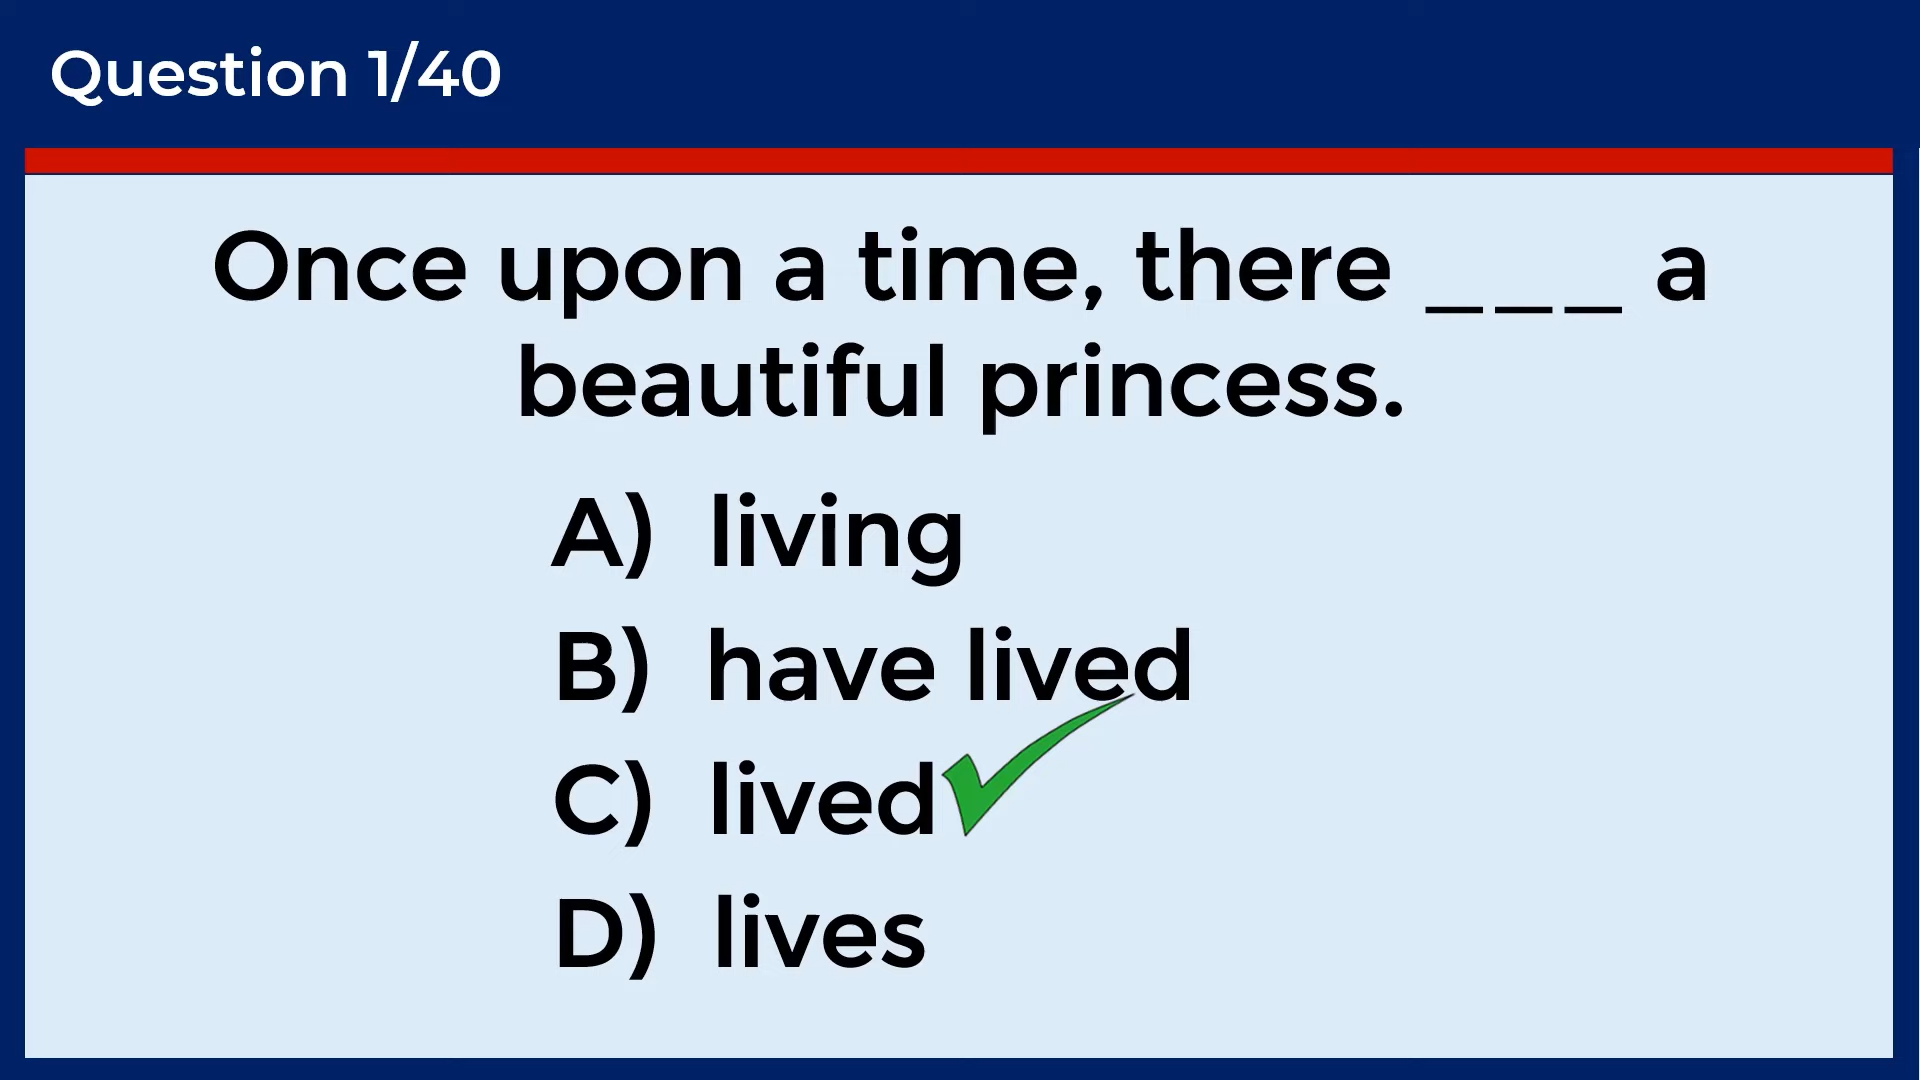 Question 1/40
Once upon a time, there ___ a
beautiful princess.
A) living
B) have lived
C) lived
D) lives